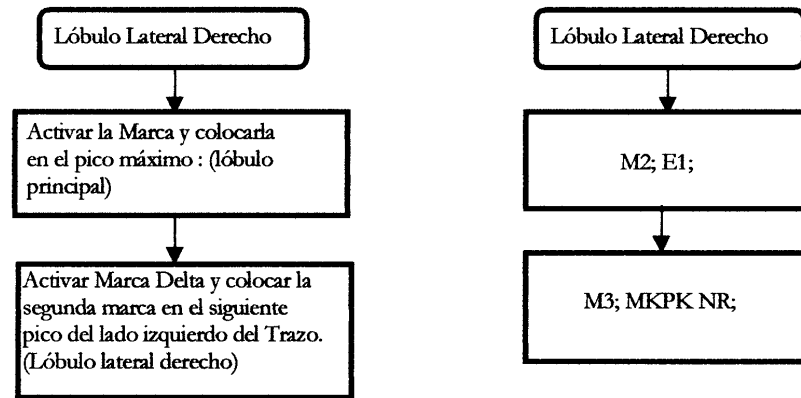 Lóbulo Lateral Derecho
Activar la Marca y colocarla
en el pico máximo : (lóbulo
principal)
Activar Marca Delta y colocar la
segunda marca en el siguiente
pico del lado izquierdo del Trazo.
(Lóbulo lateral derecho)
Lóbulo Lateral Derecho
M2; E1;
M3; MKPK NR;